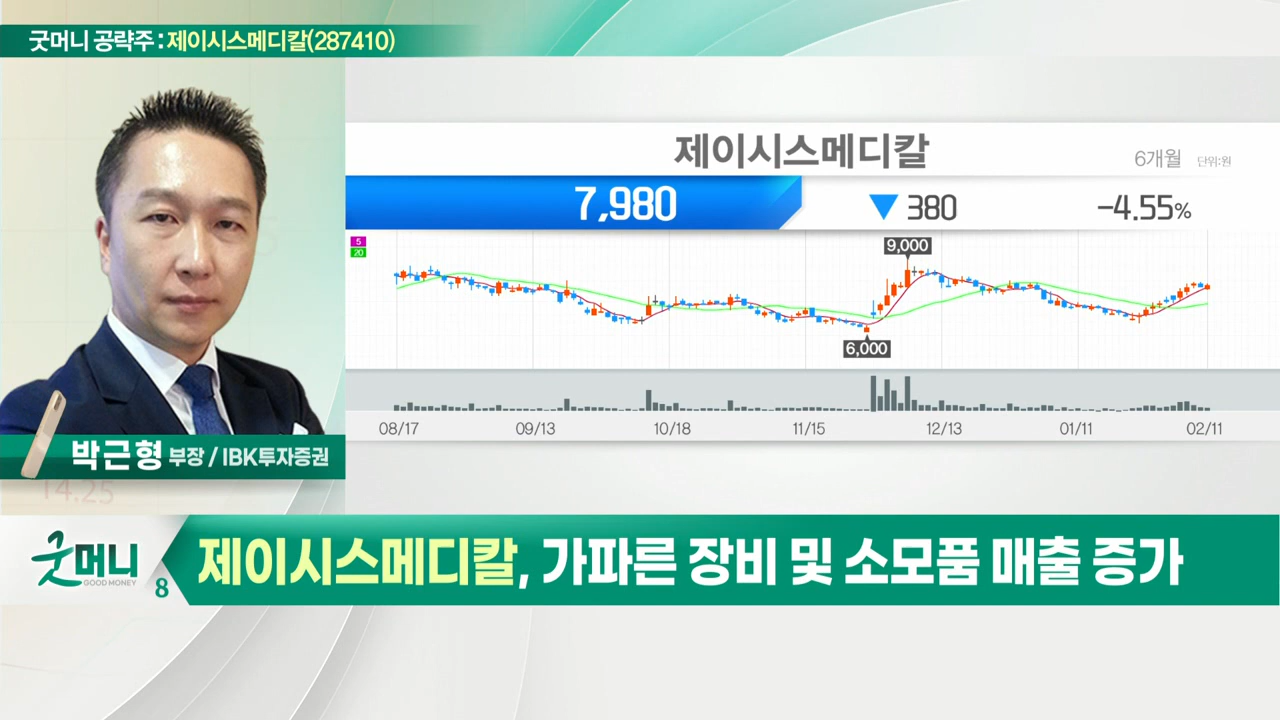 굿머니 공략주 : 제이시스메디칼(287410)
제이시스메디칼
6개월 단위:원
7,980 ▼ 380 -4.55%
5
20
9,000
6,000
08/17 09/13 10/18 11/15 12/13 01/11 02/11
박근형 부장 / IBK투자증권
14.25
굿머니
GOOD MONEY
8
제이시스메디칼, 가파른 장비 및 소모품 매출 증가